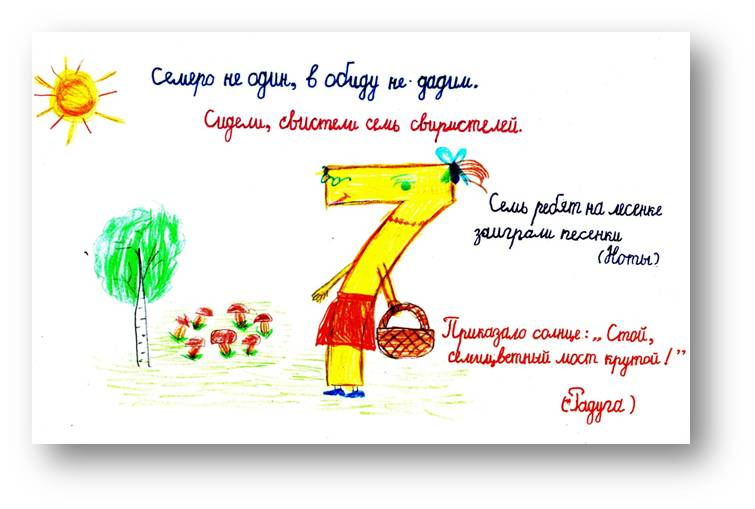 Семеро не один, в обиду не дадим.
Сидели, свистели семь свиристелей.
7
Семь ребят на лесенке
заиграли песенки
(Ноты)
Приказало солнце: „Стой,
семицветный мост крутой!”
(Радуга)